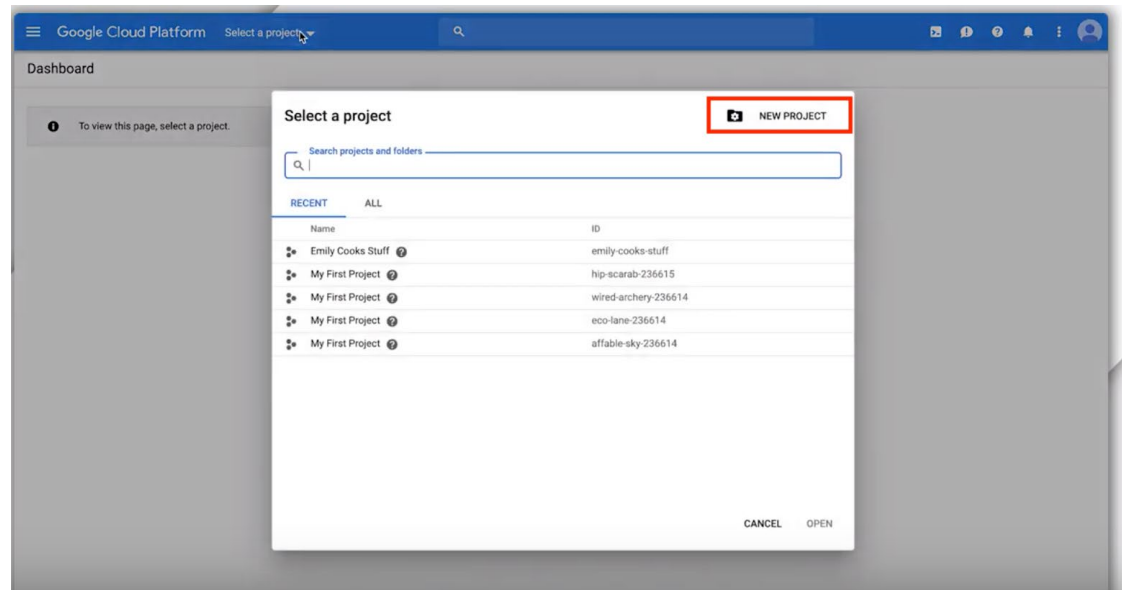 Google Cloud Platform Select a project
Dashboard
To view this page, select a project.
Select a project
NEW PROJECT
Search projects and folders
RECENT ALL
Name ID
Emily Cooks Stuff emily-cooks-stuff
My First Project hip-scarab-236615
My First Project wired-archery-236614
My First Project eco-lane-236614
My First Project affable-sky-236614
CANCEL OPEN